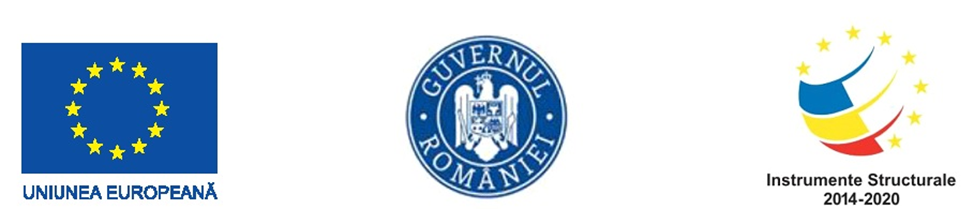 UNIUNEA EUROPEANĂ
GUVERNUL
ROMÂNIEI
Instrumente Structurale
2014-2020